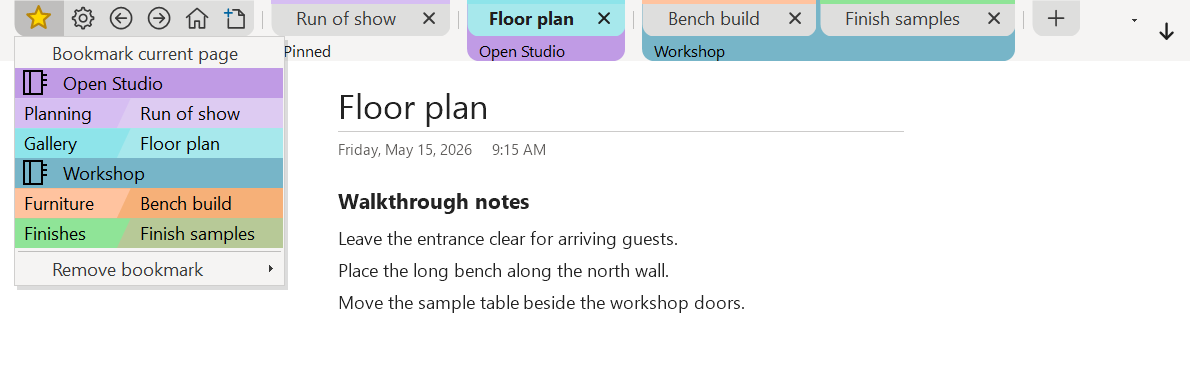 Run of show
Floor plan
Bench build
Finish samples
Pinned
Open Studio
Workshop
Bookmark current page
Open Studio
Planning Run of show
Gallery Floor plan
Workshop
Furniture Bench build
Finishes Finish samples
Remove bookmark
Floor plan
Friday, May 15, 2026 9:15 AM
Walkthrough notes
Leave the entrance clear for arriving guests.
Place the long bench along the north wall.
Move the sample table beside the workshop doors.